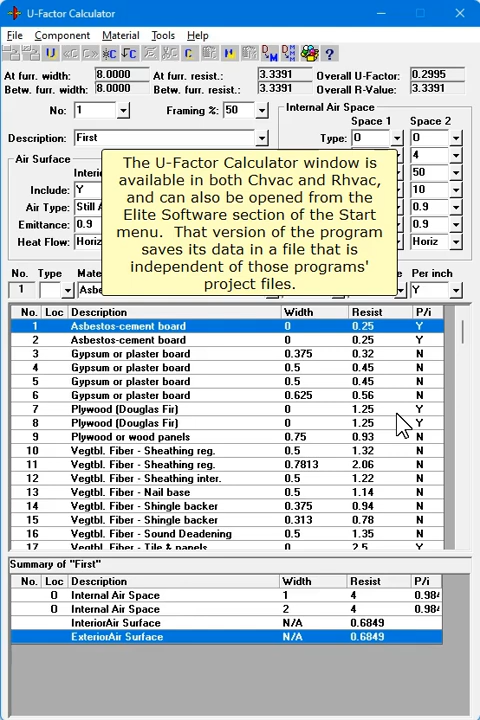 U-Factor Calculator
File Component Material Tools Help
At furr. width: 8.0000 At furr. resist.: 3.3391 Overall U-Factor: 0.2995
Betw. furr. width: 8.0000 Betw. furr. resist.: 3.3391 Overall R-Value: 3.3391
No: 1 Framing %: 50 Internal Air Space
Space 1 Space 2
Type: 0 0
Description: First
4
Air Surface
50
Include: Y 10
Air Type: Still 0.9
Emittance: 0.9 0.9
Heat Flow: Horiz Horiz
The U-Factor Calculator window is
available in both Chvac and Rhvac,
and can also be opened from the
Elite Software section of the Start
menu. That version of the program
saves its data in a file that is
independent of those programs'
project files.
No. Type Per inch
1 Y
No. Loc Description Width Resist P/i
1 Asbestos-cement board 0 0.25 Y
2 Asbestos-cement board 0 0.25 Y
3 Gypsum or plaster board 0.375 0.32 N
4 Gypsum or plaster board 0.5 0.45 N
5 Gypsum or plaster board 0.5 0.45 N
6 Gypsum or plaster board 0.625 0.56 N
7 Plywood (Douglas Fir) 0 1.25 Y
8 Plywood (Douglas Fir) 0 1.25 Y
9 Plywood or wood panels 0.75 0.93 N
10 Vegtbl. Fiber - Sheathing reg. 0.5 1.32 N
11 Vegtbl. Fiber - Sheathing reg. 0.7813 2.06 N
12 Vegtbl. Fiber - Sheathing inter. 0.5 1.22 N
13 Vegtbl. Fiber - Nail base 0.5 1.14 N
14 Vegtbl. Fiber - Shingle backer 0.375 0.94 N
15 Vegtbl. Fiber - Shingle backer 0.313 0.78 N
16 Vegtbl. Fiber - Sound Deadening 0.5 1.35 N
17 Vegtbl. Fiber - Tile & panels 0 2.5 Y
Summary of "First"
No. Loc Description Width Resist P/i
0 Internal Air Space 1 4 0.984
0 Internal Air Space 2 4 0.984
InteriorAir Surface N/A 0.6849
ExteriorAir Surface N/A 0.6849